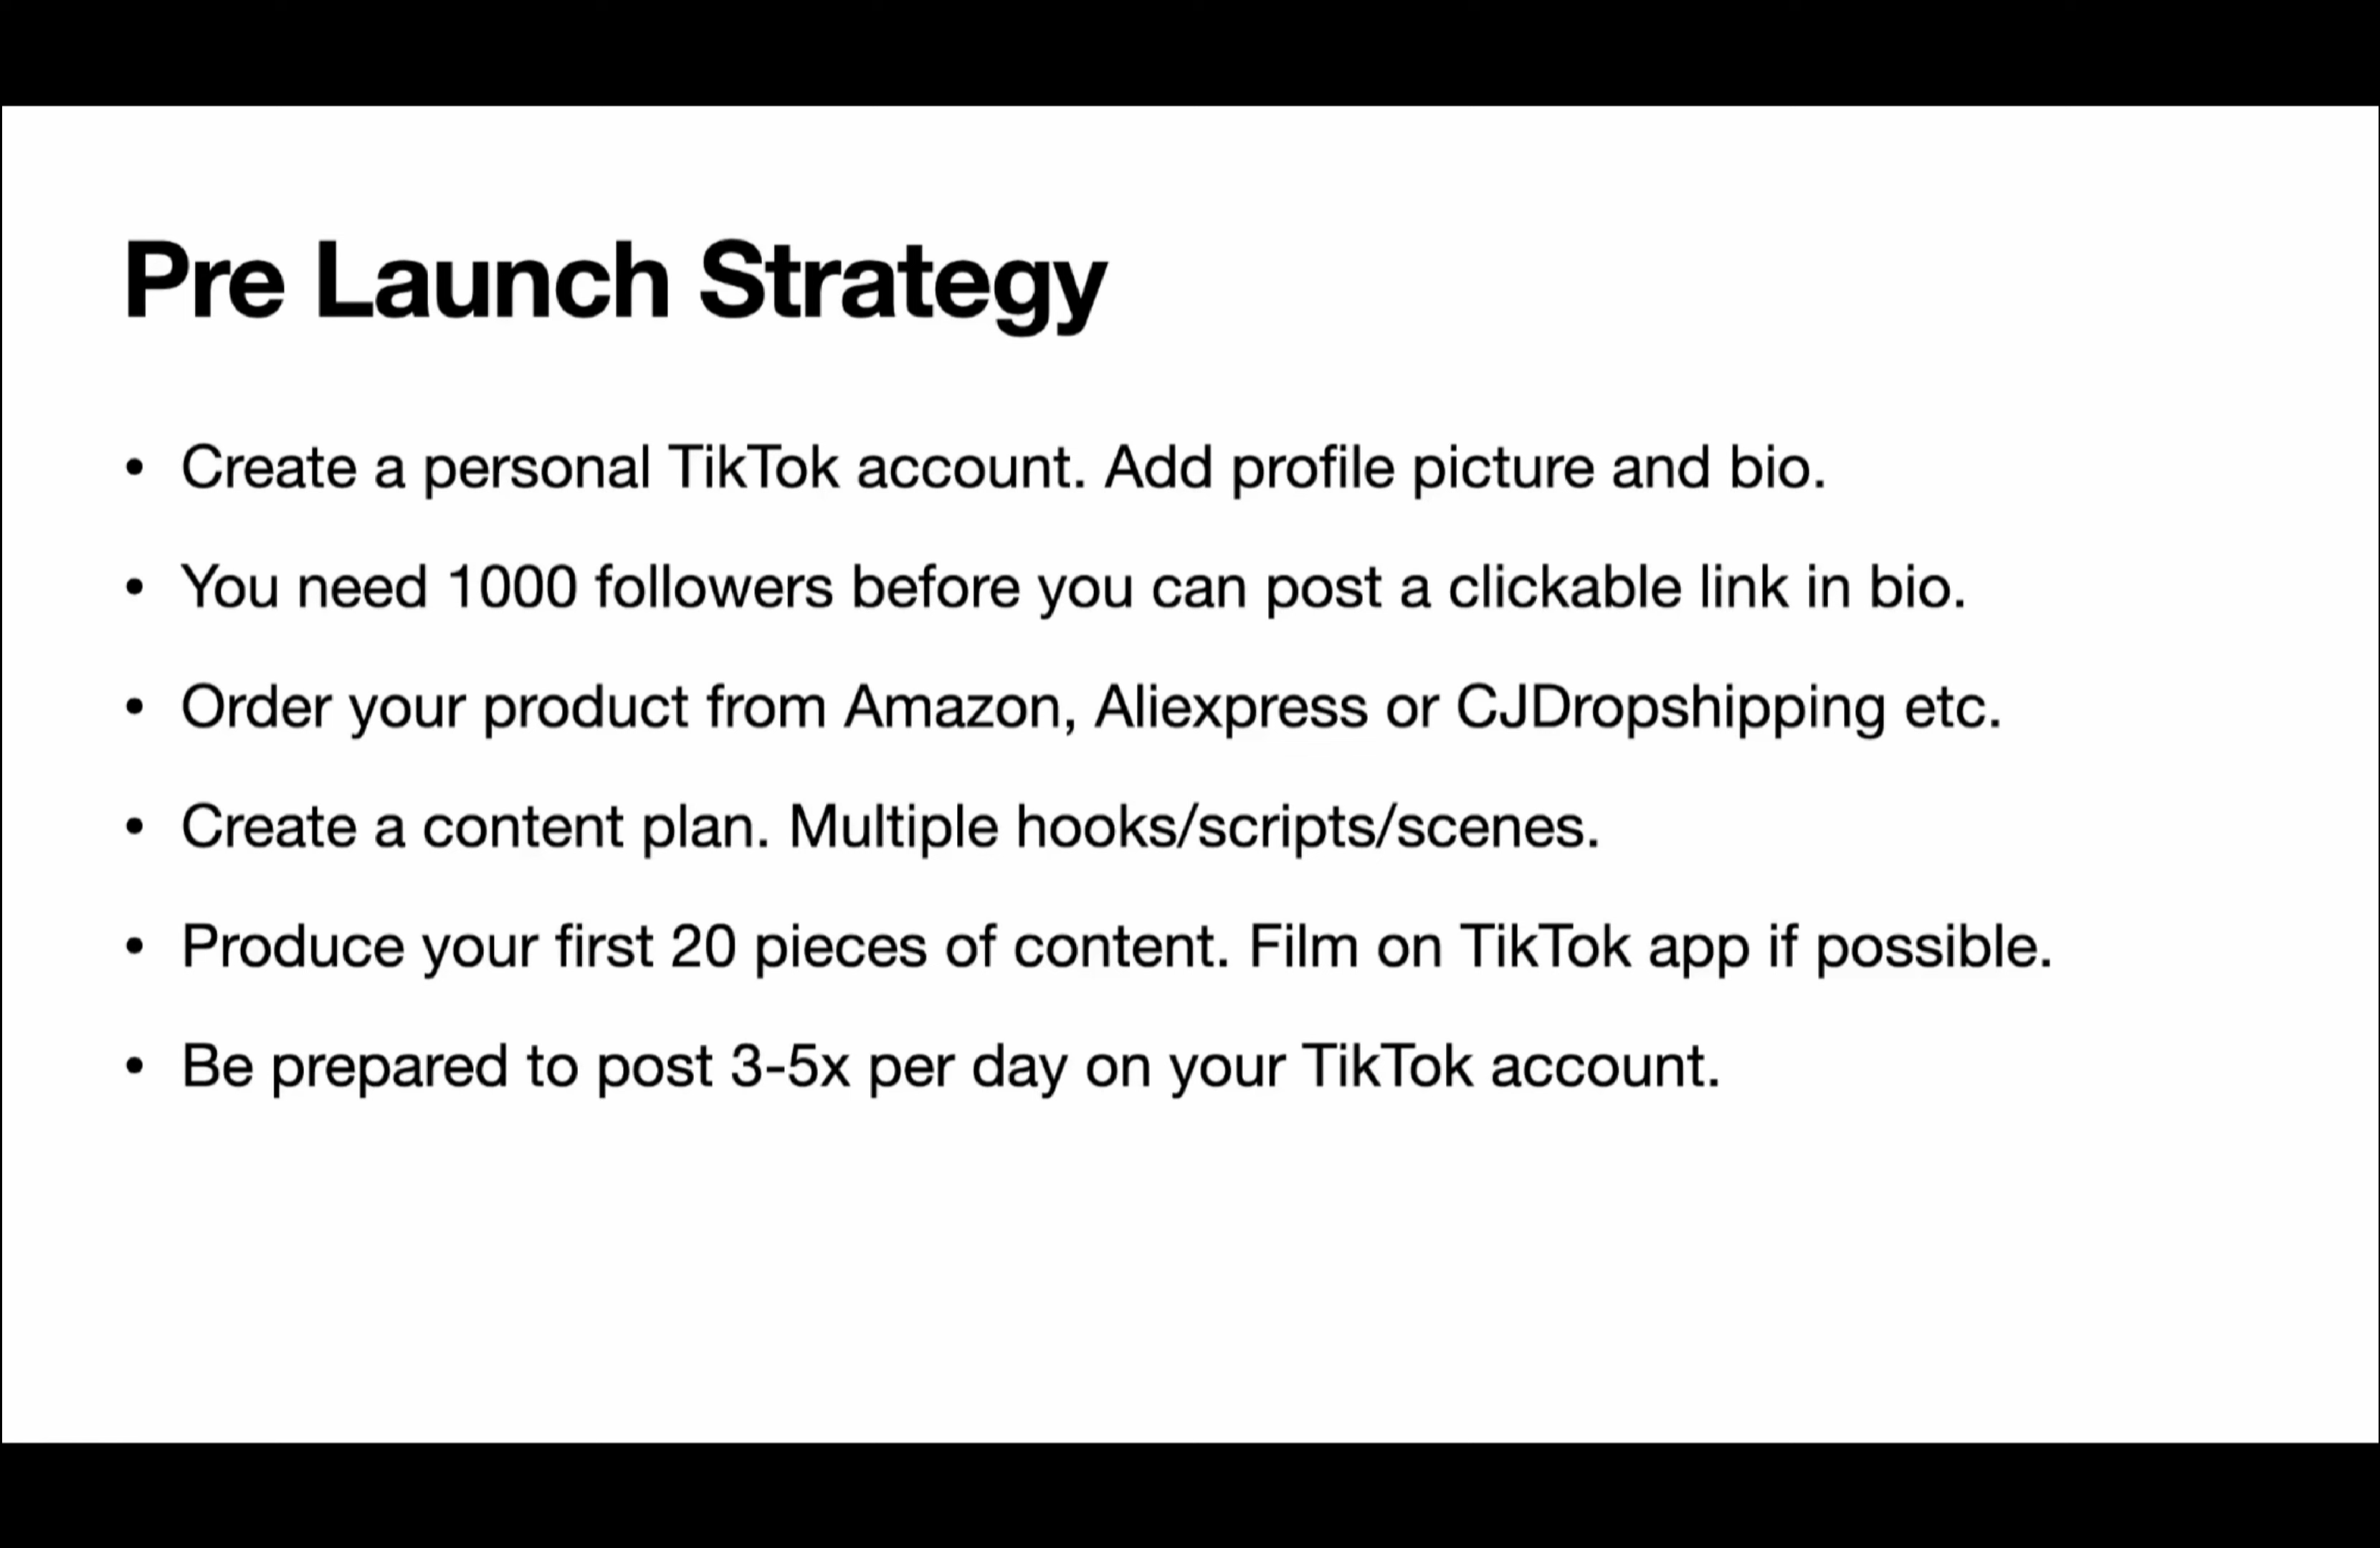 Pre Launch Strategy
• Create a personal TikTok account. Add profile picture and bio.
• You need 1000 followers before you can post a clickable link in bio.
• Order your product from Amazon, Aliexpress or CJDropshipping etc.
• Create a content plan. Multiple hooks/scripts/scenes.
• Produce your first 20 pieces of content. Film on TikTok app if possible.
• Be prepared to post 3-5x per day on your TikTok account.